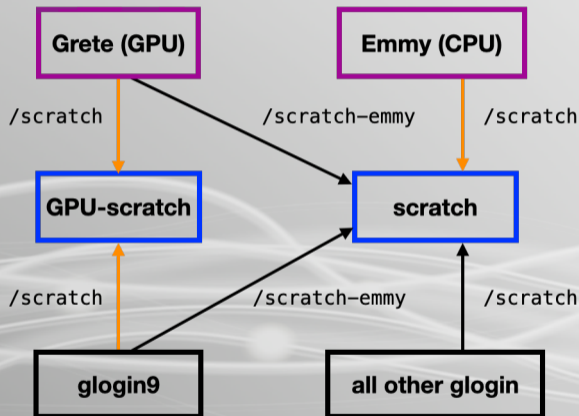 Grete (GPU)
Emmy (CPU)
/scratch
/scratch-emmy
/scratch
GPU-scratch
scratch
/scratch
/scratch-emmy
/scratch
glogin9
all other glogin